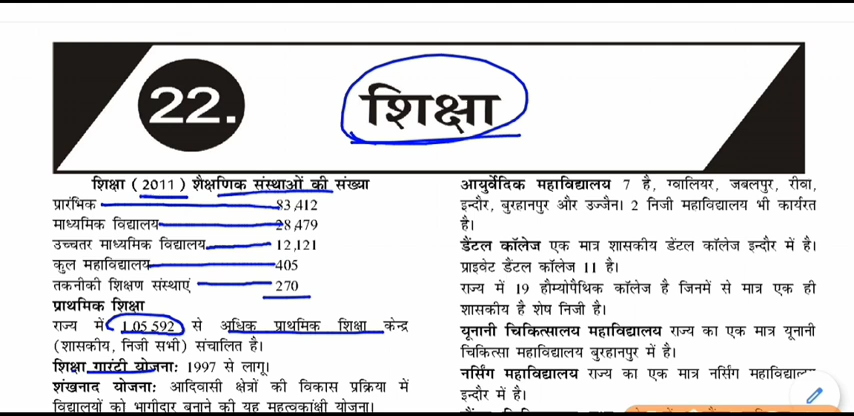 22.
शिक्षा
शिक्षा ( 2011 ) शैक्षणिक संस्थाओं की संख्या
प्रारंभिक 83,412
माध्यमिक विद्यालय 28,479
उच्चतर माध्यमिक विद्यालय 12,121
कुल महाविद्यालय 405
तकनीकी शिक्षण संस्थाएं 270
प्राथमिक शिक्षा
राज्य में 1,05,592 से अधिक प्राथमिक शिक्षा केन्द्र
(शासकीय, निजी सभी) संचालित है।
शिक्षा गारंटी योजना: 1997 से लागू।
शंखनाद योजना: आदिवासी क्षेत्रों की विकास प्रक्रिया में
विद्यालयों को भागीदार बनाने की यह महत्वकांक्षी योजना।
आयुर्वेदिक महाविद्यालय 7 है, ग्वालियर, जबलपुर, रीवा,
इन्दौर, बुरहानपुर और उज्जैन। 2 निजी महाविद्यालय भी कार्यरत
है।
डैंटल कॉलेज एक मात्र शासकीय डेंटल कॉलेज इन्दौर में है।
प्राइवेट डैंटल कॉलेज 11 है।
राज्य में 19 होम्योपैथिक कॉलेज है जिनमें से मात्र एक ही
शासकीय है शेष निजी है।
यूनानी चिकित्सालय महाविद्यालय राज्य का एक मात्र यूनानी
चिकित्सा महाविद्यालय बुरहानपुर में है।
नर्सिंग महाविद्यालय राज्य का एक मात्र नर्सिंग महाविद्यालय
इन्दौर में है।